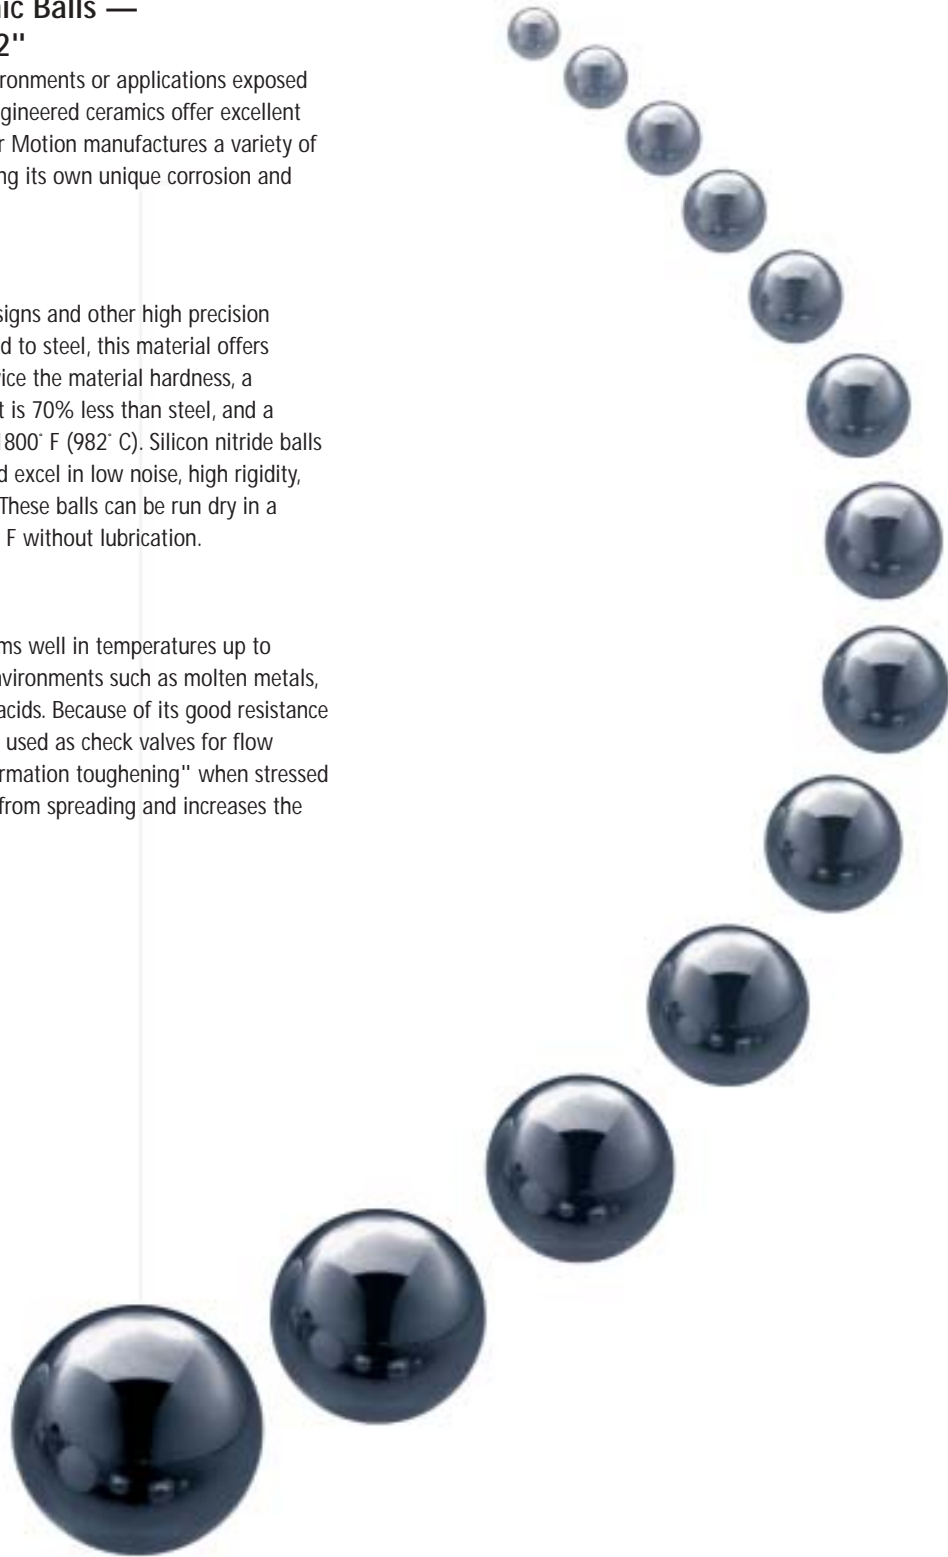 nic Balls —
2"
ronments or applications exposed
gineered ceramics offer excellent
r Motion manufactures a variety of
ng its own unique corrosion and
signs and other high precision
d to steel, this material offers
ice the material hardness, a
t is 70% less than steel, and a
1800° F (982° C). Silicon nitride balls
d excel in low noise, high rigidity,
These balls can be run dry in a
F without lubrication.
ms well in temperatures up to
nvironments such as molten metals,
acids. Because of its good resistance
used as check valves for flow
ormation toughening" when stressed
from spreading and increases the